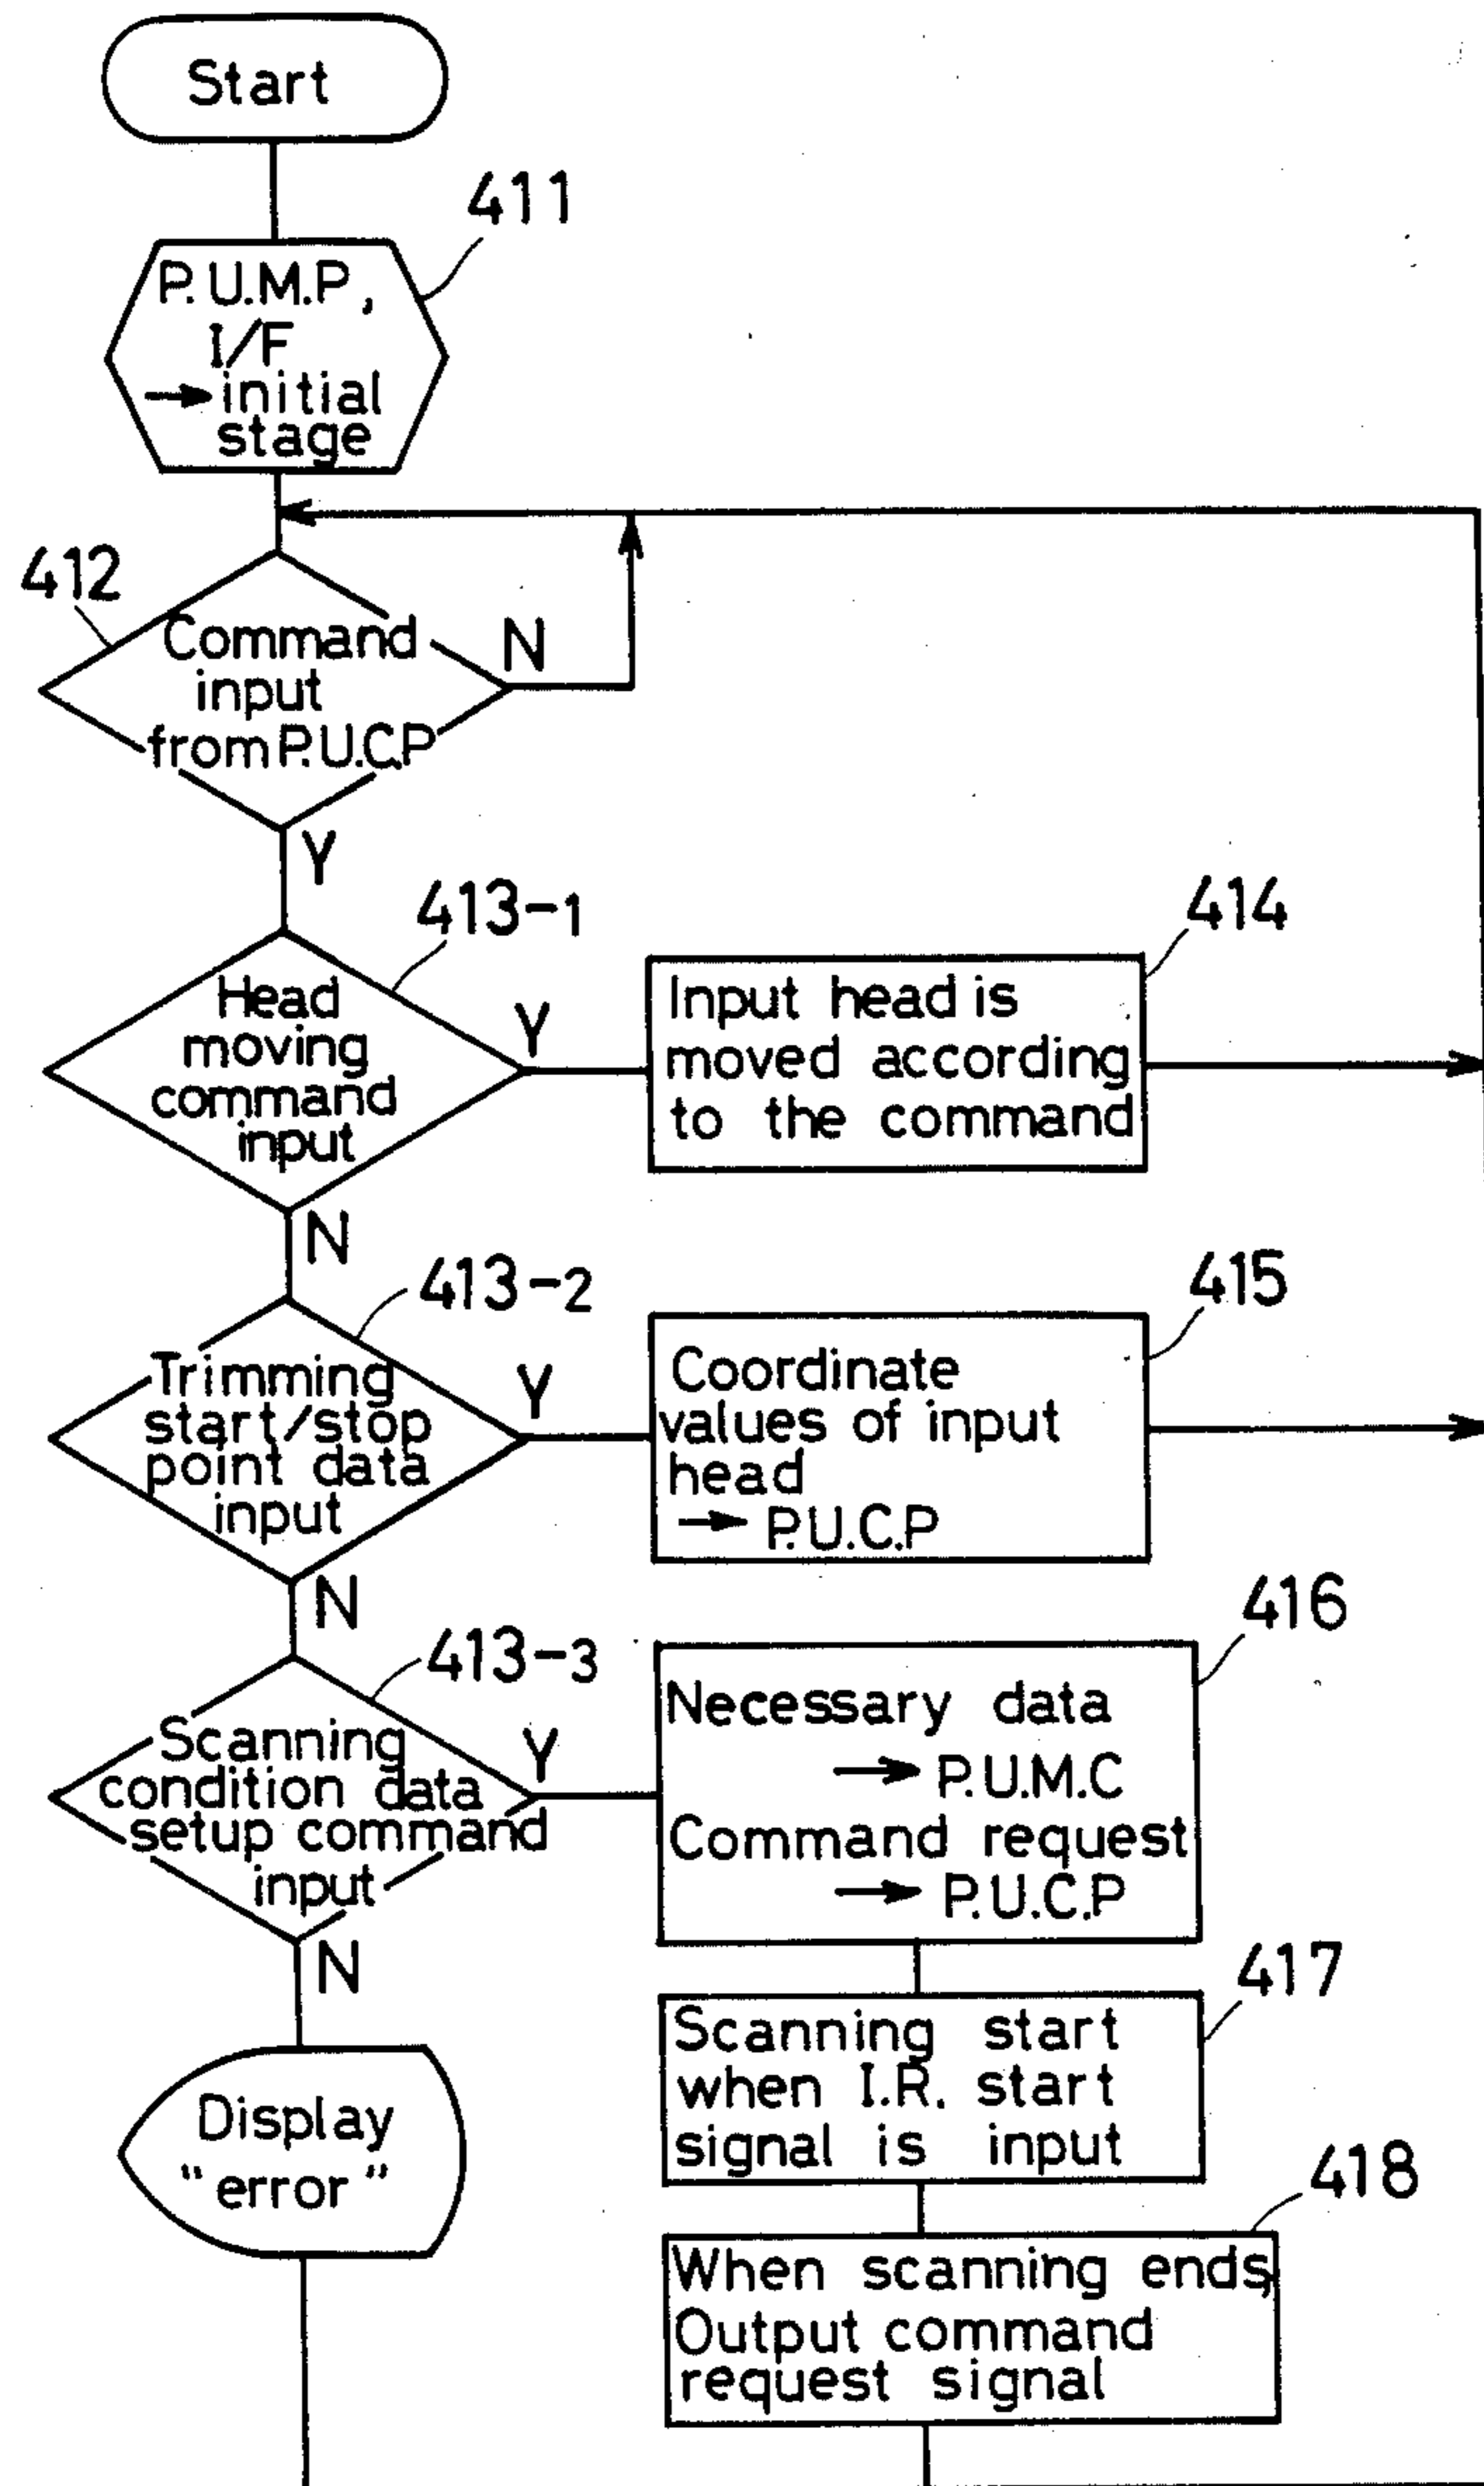 Start
411
P.U.M.P,
I/F
→ initial
stage
412
Command
input
from P.U.C.P
N
Y
413-1
Head
moving
command
input
Y
414
Input head is
moved according
to the command
N
413-2
Trimming
start/stop
point data
input
Y
415
Coordinate
values of input
head
→ P.U.C.P
N
413-3
Scanning
condition data
setup command
input
Y
416
Necessary data
→ P.U.M.C
Command request
→ P.U.C.P
N
417
Scanning start
when I.R. start
signal is input
Display
"error"
418
When scanning ends,
Output command
request signal